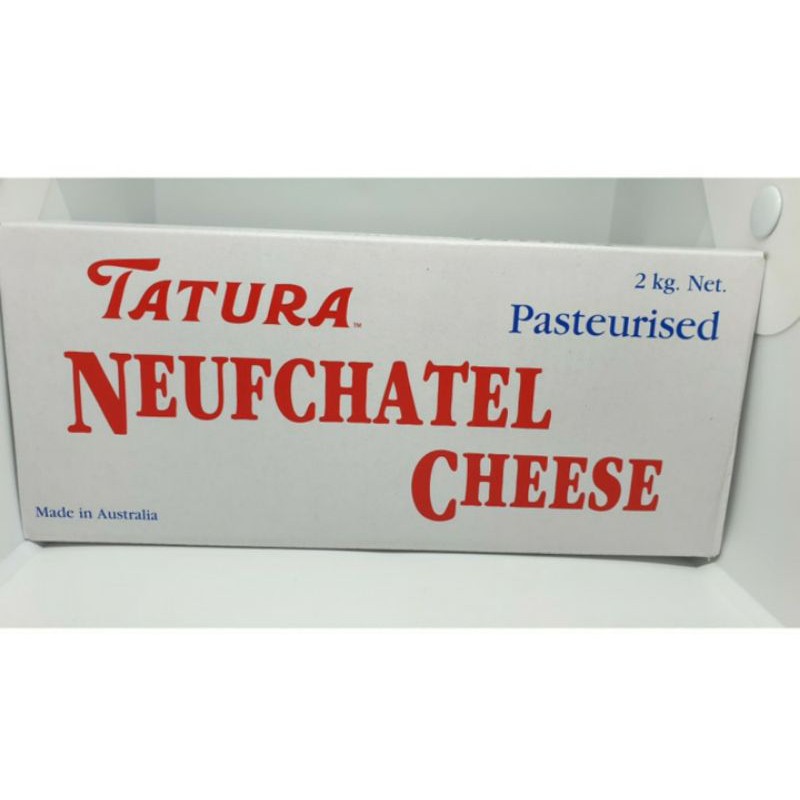 TATURA™
2 kg. Net.
Pasteurised
NEUFCHATEL
CHEESE
Made in Australia